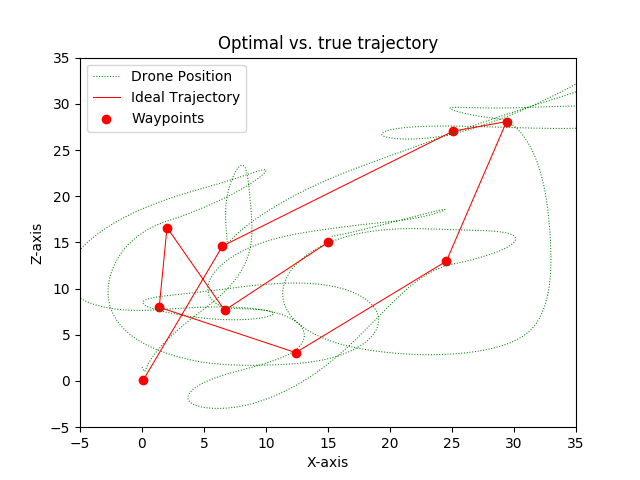 Optimal vs. true trajectory
Drone Position
Ideal Trajectory
Waypoints
35
30
25
20
15
10
5
0
−5
Z-axis
−5 0 5 10 15 20 25 30 35
X-axis